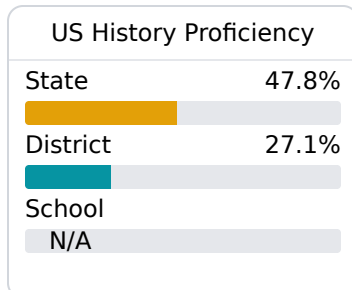 US History Proficiency
State 47.8%
District 27.1%
School
N/A